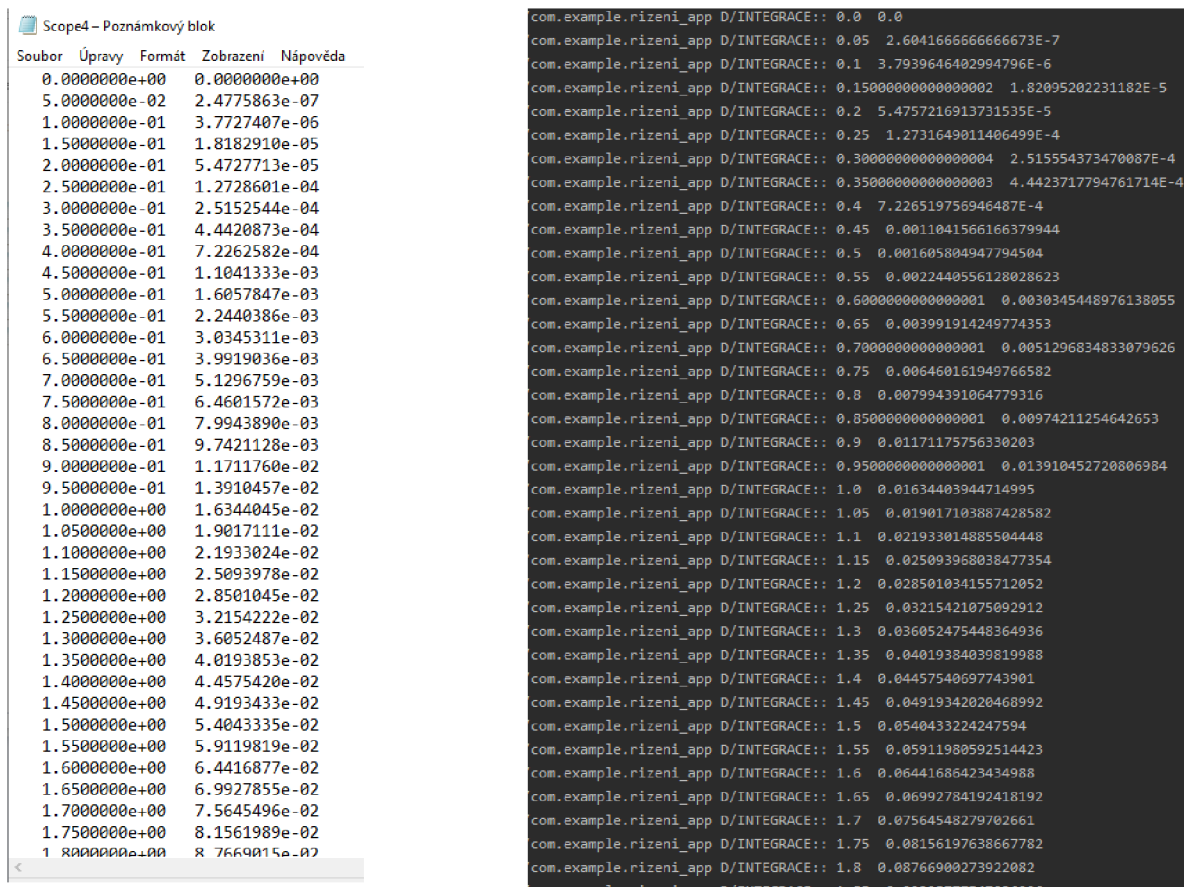 Scope4 – Poznámkový blok
Soubor Úpravy Formát Zobrazení Nápověda
0.0000000e+00 0.0000000e+00
5.0000000e-02 2.4775863e-07
1.0000000e-01 3.7727407e-06
1.5000000e-01 1.8182910e-05
2.0000000e-01 5.4727713e-05
2.5000000e-01 1.2728601e-04
3.0000000e-01 2.5152544e-04
3.5000000e-01 4.4420873e-04
4.0000000e-01 7.2262582e-04
4.5000000e-01 1.1041333e-03
5.0000000e-01 1.6057847e-03
5.5000000e-01 2.2440386e-03
6.0000000e-01 3.0345311e-03
6.5000000e-01 3.9919036e-03
7.0000000e-01 5.1296759e-03
7.5000000e-01 6.4601572e-03
8.0000000e-01 7.9943890e-03
8.5000000e-01 9.7421128e-03
9.0000000e-01 1.1711760e-02
9.5000000e-01 1.3910457e-02
1.0000000e+00 1.6344045e-02
1.0500000e+00 1.9017111e-02
1.1000000e+00 2.1933024e-02
1.1500000e+00 2.5093978e-02
1.2000000e+00 2.8501045e-02
1.2500000e+00 3.2154222e-02
1.3000000e+00 3.6052487e-02
1.3500000e+00 4.0193853e-02
1.4000000e+00 4.4575420e-02
1.4500000e+00 4.9193433e-02
1.5000000e+00 5.4043335e-02
1.5500000e+00 5.9119819e-02
1.6000000e+00 6.4416877e-02
1.6500000e+00 6.9927855e-02
1.7000000e+00 7.5645496e-02
1.7500000e+00 8.1561989e-02
1.8000000e+00 8.7669015e-02
com.example.rizeni_app D/INTEGRACE:: 0.0 0.0
com.example.rizeni_app D/INTEGRACE:: 0.05 2.6041666666666673E-7
com.example.rizeni_app D/INTEGRACE:: 0.1 3.7939646402994796E-6
com.example.rizeni_app D/INTEGRACE:: 0.15000000000000002 1.82095202231182E-5
com.example.rizeni_app D/INTEGRACE:: 0.2 5.4757216913731535E-5
com.example.rizeni_app D/INTEGRACE:: 0.25 1.2731649011406499E-4
com.example.rizeni_app D/INTEGRACE:: 0.30000000000000004 2.515554373470087E-4
com.example.rizeni_app D/INTEGRACE:: 0.35000000000000003 4.4423717794761714E-4
com.example.rizeni_app D/INTEGRACE:: 0.4 7.226519756946487E-4
com.example.rizeni_app D/INTEGRACE:: 0.45 0.0011041566166379944
com.example.rizeni_app D/INTEGRACE:: 0.5 0.001605804947794504
com.example.rizeni_app D/INTEGRACE:: 0.55 0.0022440556128028623
com.example.rizeni_app D/INTEGRACE:: 0.6000000000000001 0.0030345448976138055
com.example.rizeni_app D/INTEGRACE:: 0.65 0.003991914249774353
com.example.rizeni_app D/INTEGRACE:: 0.7000000000000001 0.0051296834833079626
com.example.rizeni_app D/INTEGRACE:: 0.75 0.006460161949766582
com.example.rizeni_app D/INTEGRACE:: 0.8 0.007994391064779316
com.example.rizeni_app D/INTEGRACE:: 0.8500000000000001 0.00974211254642653
com.example.rizeni_app D/INTEGRACE:: 0.9 0.01171175756330203
com.example.rizeni_app D/INTEGRACE:: 0.9500000000000001 0.013910452720806984
com.example.rizeni_app D/INTEGRACE:: 1.0 0.01634403944714995
com.example.rizeni_app D/INTEGRACE:: 1.05 0.019017103887428582
com.example.rizeni_app D/INTEGRACE:: 1.1 0.021933014885504448
com.example.rizeni_app D/INTEGRACE:: 1.15 0.025093968038477354
com.example.rizeni_app D/INTEGRACE:: 1.2 0.028501034155712052
com.example.rizeni_app D/INTEGRACE:: 1.25 0.03215421075092912
com.example.rizeni_app D/INTEGRACE:: 1.3 0.036052475448364936
com.example.rizeni_app D/INTEGRACE:: 1.35 0.04019384039819988
com.example.rizeni_app D/INTEGRACE:: 1.4 0.04457540697743901
com.example.rizeni_app D/INTEGRACE:: 1.45 0.04919342020468992
com.example.rizeni_app D/INTEGRACE:: 1.5 0.0540433224247594
com.example.rizeni_app D/INTEGRACE:: 1.55 0.05911980592514423
com.example.rizeni_app D/INTEGRACE:: 1.6 0.06441686423434988
com.example.rizeni_app D/INTEGRACE:: 1.65 0.06992784192418192
com.example.rizeni_app D/INTEGRACE:: 1.7 0.07564548279702661
com.example.rizeni_app D/INTEGRACE:: 1.75 0.08156197638667782
com.example.rizeni_app D/INTEGRACE:: 1.8 0.08766900273922082